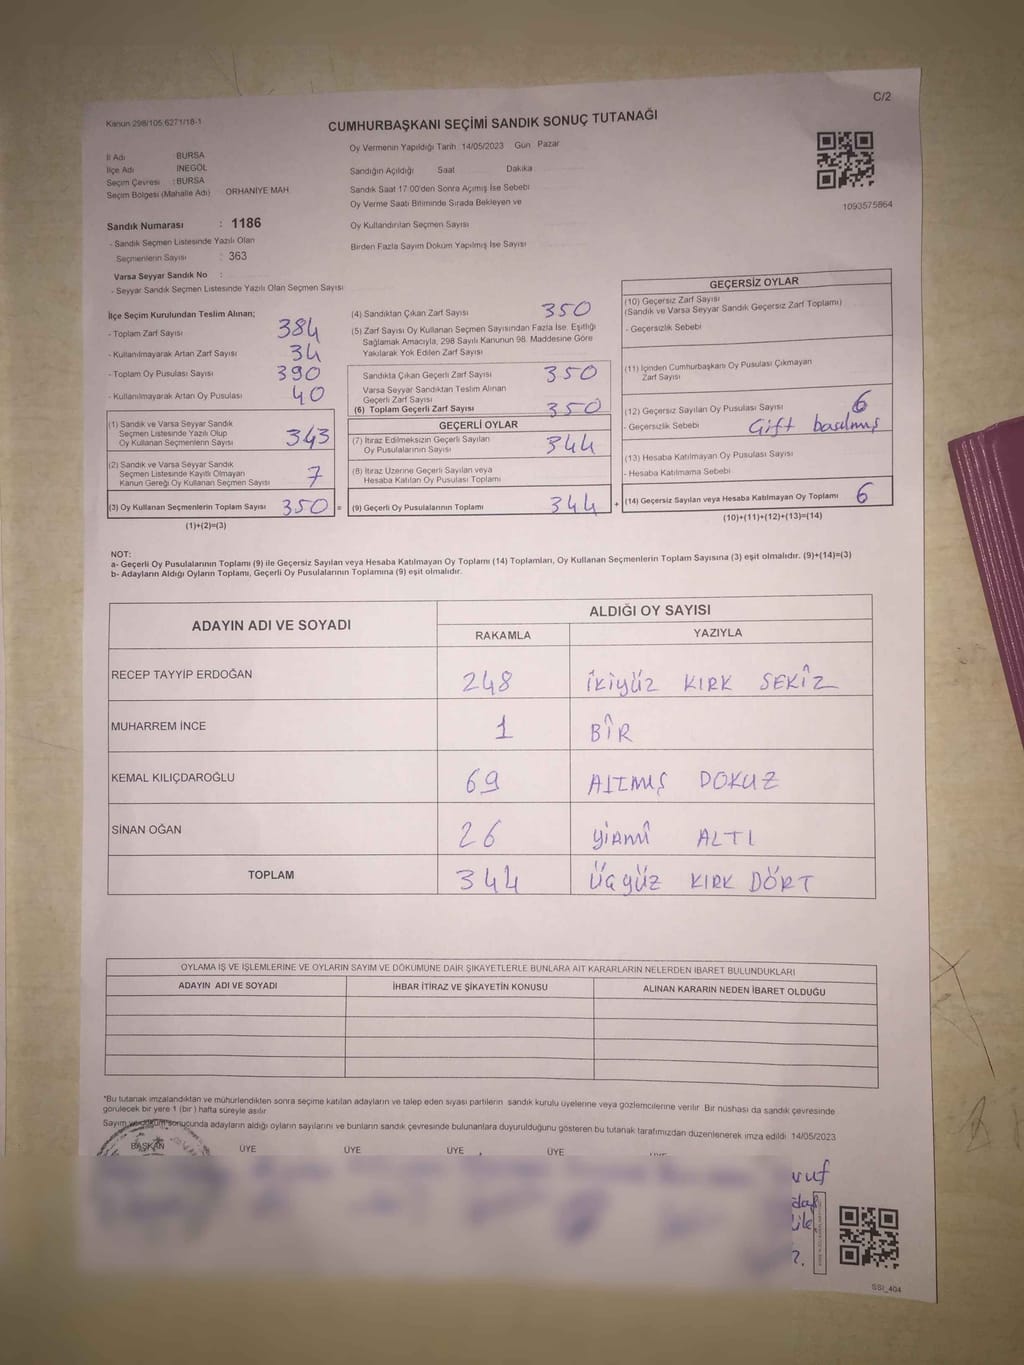 C/2
Kanun 298/105 6271/18-1
CUMHURBAŞKANI SEÇİMİ SANDIK SONUÇ TUTANAĞI
İl Adı BURSA
İlçe Adı İNEGÖL
Seçim Çevresi : BURSA
Seçim Bölgesi (Mahalle Adı) ORHANİYE MAH.
Oy Vermenin Yapıldığı Tarih 14/05/2023 Gün Pazar
Sandığın Açıldığı Saat Dakika
Sandık Saat 17:00'den Sonra Açımış İse Sebebi
Oy Verme Saati Bitiminde Sırada Bekleyen ve
Oy Kullandırılan Seçmen Sayısı
Birden Fazla Sayım Döküm Yapılmış İse Sayısı
1093575864
Sandık Numarası : 1186
- Sandık Seçmen Listesinde Yazılı Olan
Seçmenlerin Sayısı : 363
Varsa Seyyar Sandık No :
- Seyyar Sandık Seçmen Listesinde Yazılı Olan Seçmen Sayısı
İlçe Seçim Kurulundan Teslim Alınan;
- Toplam Zarf Sayısı 384
- Kullanılmayarak Artan Zarf Sayısı 34
- Toplam Oy Pusulası Sayısı 390
- Kullanılmayarak Artan Oy Pusulası 40
(1) Sandık ve Varsa Seyyar Sandık
Seçmen Listesinde Yazılı Olup
Oy Kullanan Seçmenlerin Sayısı 343
(2) Sandık ve Varsa Seyyar Sandık
Seçmen Listesinde Kayıtlı Olmayan
Kanun Gereği Oy Kullanan Seçmen Sayısı 7
(3) Oy Kullanan Seçmenlerin Toplam Sayısı 350 =
(1)+(2)=(3)
(4) Sandıktan Çıkan Zarf Sayısı 350
(5) Zarf Sayısı Oy Kullanan Seçmen Sayısından Fazla İse, Eşitliği
Sağlamak Amacıyla, 298 Sayılı Kanunun 98. Maddesine Göre
Yakılarak Yok Edilen Zarf Sayısı
Sandıkta Çıkan Geçerli Zarf Sayısı 350
Varsa Seyyar Sandıktan Teslim Alınan
Geçerli Zarf Sayısı
(6) Toplam Geçerli Zarf Sayısı 350
GEÇERLİ OYLAR
(7) İtiraz Edilmeksizin Geçerli Sayılan
Oy Pusulalarının Sayısı 344
(8) İtiraz Üzerine Geçerli Sayılan veya
Hesaba Katılan Oy Pusulası Toplamı
(9) Geçerli Oy Pusulalarının Toplamı 344 +
GEÇERSİZ OYLAR
(10) Geçersiz Zarf Sayısı
(Sandık ve Varsa Seyyar Sandık Geçersiz Zarf Toplamı)
- Geçersizlik Sebebi
(11) İçinden Cumhurbaşkanı Oy Pusulası Çıkmayan
Zarf Sayısı
(12) Geçersiz Sayılan Oy Pusulası Sayısı 6
- Geçersizlik Sebebi Çift basılmış
(13) Hesaba Katılmayan Oy Pusulası Sayısı
- Hesaba Katılmama Sebebi
(14) Geçersiz Sayılan veya Hesaba Katılmayan Oy Toplamı 6
(10)+(11)+(12)+(13)=(14)
NOT:
a- Geçerli Oy Pusulalarının Toplamı (9) ile Geçersiz Sayılan veya Hesaba Katılmayan Oy Toplamı (14) Toplamları, Oy Kullanan Seçmenlerin Toplam Sayısına (3) eşit olmalıdır. (9)+(14)=(3)
b- Adayların Aldığı Oyların Toplamı, Geçerli Oy Pusulalarının Toplamına (9) eşit olmalıdır.
ADAYIN ADI VE SOYADI ALDIĞI OY SAYISI
RAKAMLA YAZIYLA
RECEP TAYYİP ERDOĞAN 248 İKİYÜZ KIRK SEKİZ
MUHARREM İNCE 1 BİR
KEMAL KILIÇDAROĞLU 69 ALTMIŞ DOKUZ
SİNAN OĞAN 26 YİRMİ ALTI
TOPLAM 344 ÜÇYÜZ KIRK DÖRT
OYLAMA İŞ VE İŞLEMLERİNE VE OYLARIN SAYIM VE DÖKÜMÜNE DAİR ŞİKAYETLERLE BUNLARA AİT KARARLARIN NELERDEN İBARET BULUNDUKLARI
ADAYIN ADI VE SOYADI İHBAR İTİRAZ VE ŞİKAYETİN KONUSU ALINAN KARARIN NEDEN İBARET OLDUĞU
*Bu tutanak imzalandıktan ve mühürlendikten sonra seçime katılan adayların ve talep eden siyasi partilerin sandık kurulu üyelerine veya gözlemcilerine verilir. Bir nüshası da sandık çevresinde
görülecek bir yere 1 (bir) hafta süreyle asılır.
Sayım ve döküm sonucunda adayların aldığı oyların sayılarını ve bunların sandık çevresinde bulunanlara duyurulduğunu gösteren bu tutanak tarafımızdan düzenlenerek imza edildi 14/05/2023
BAŞKAN ÜYE ÜYE ÜYE ÜYE
SSI_404